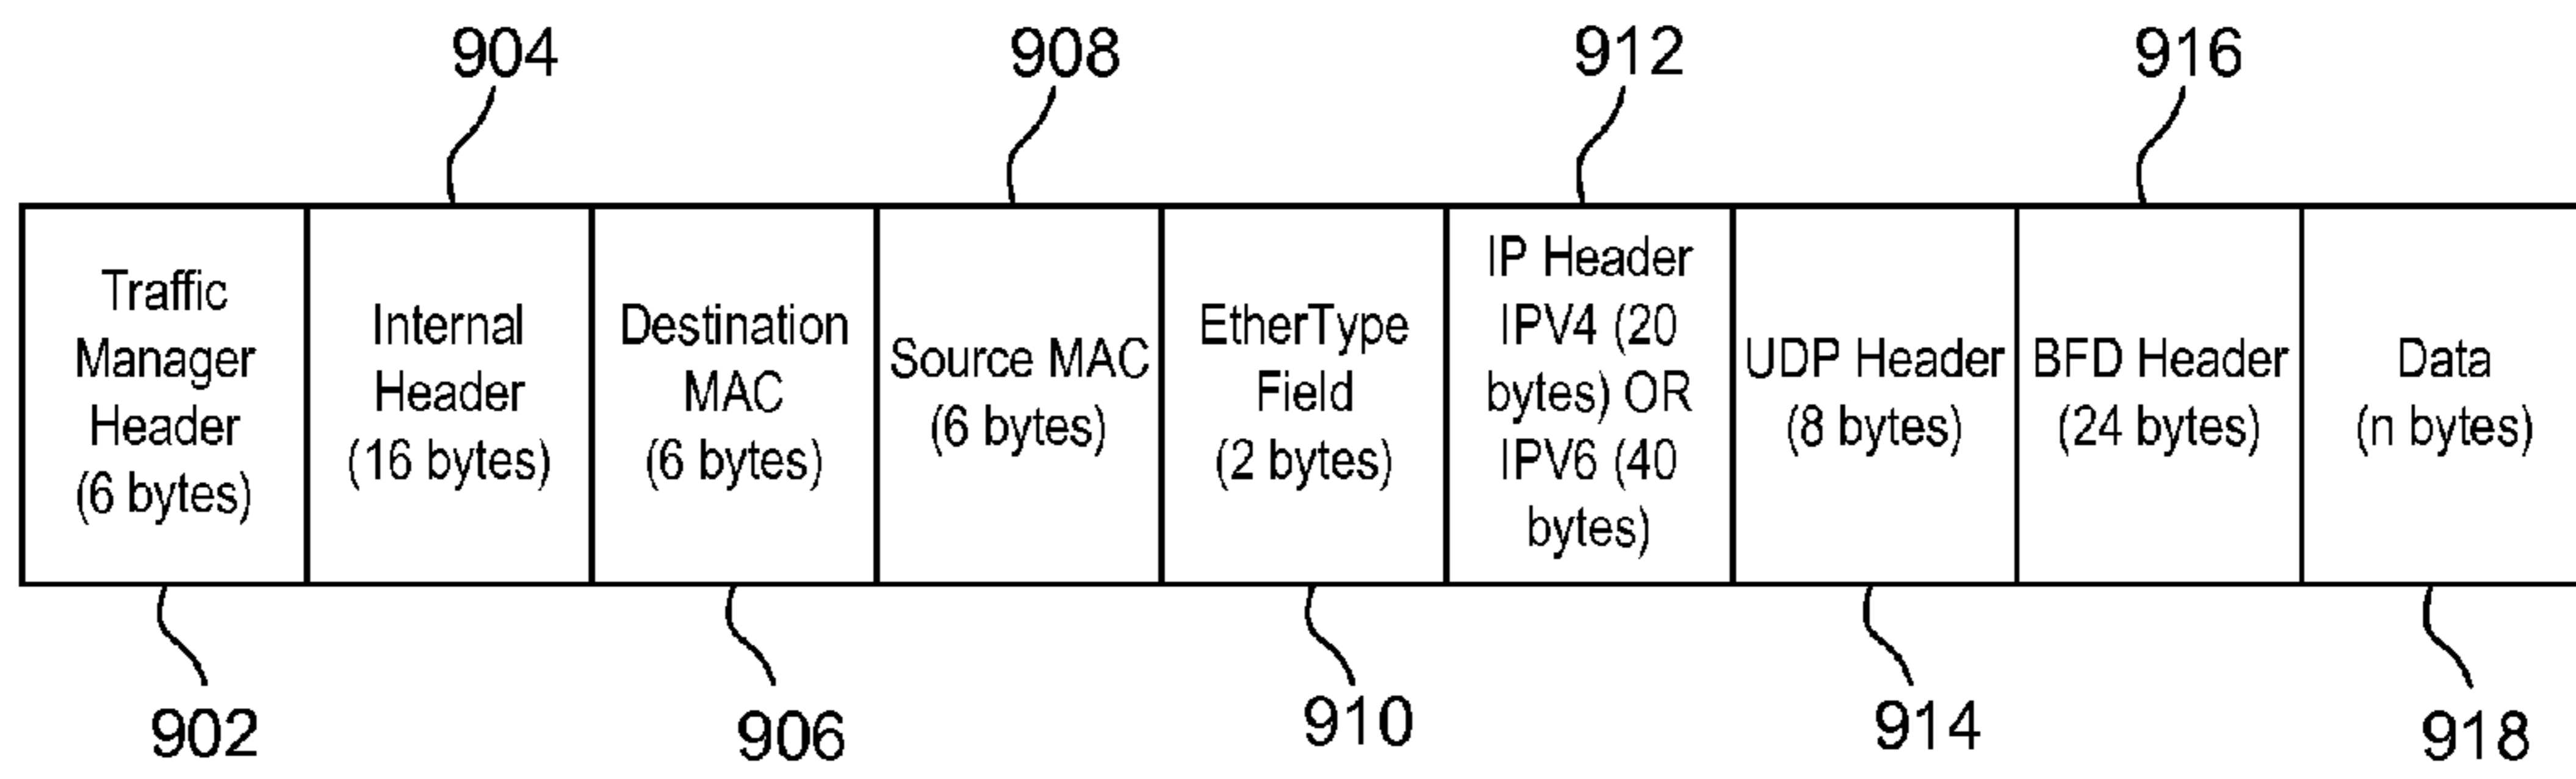 904
908
912
916
Traffic
Manager
Header
(6 bytes)
Internal
Header
(16 bytes)
Destination
MAC
(6 bytes)
Source MAC
(6 bytes)
EtherType
Field
(2 bytes)
IP Header
IPV4 (20
bytes) OR
IPV6 (40
bytes)
UDP Header
(8 bytes)
BFD Header
(24 bytes)
Data
(n bytes)
902
906
910
914
918